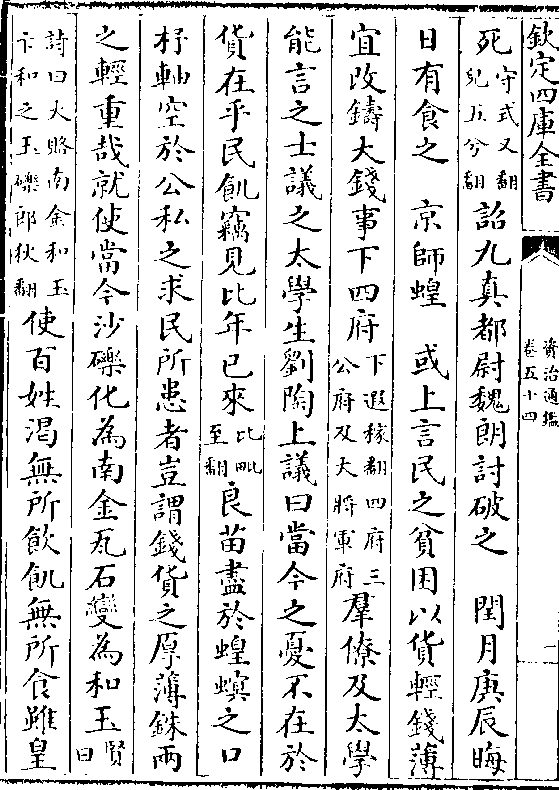 欽定四庫全書
資治通鑑
卷五十四
死守式又翻兒五分翻詔九真都尉魏朗討破之　閏月庚辰晦
日有食之　京師蝗　或上言民之貧困以貨輕錢薄
宜改鑄大錢事下四府下遐稼翻四府三公府及大將軍府羣僚及太學
能言之士議之太學生劉陶上議曰當今之憂不在於
貨在乎民飢竊見比年已來比毗至翻良苗盡於蝗螟之口
杼軸空於公私之求民所患者豈謂錢貨之厚薄銖兩
之輕重哉就使當今沙礫化為南金瓦石變為和玉賢曰
詩曰大賂南金和玉卞和之玉礫郎狄翻使百姓渴無所飲飢無所食雖皇